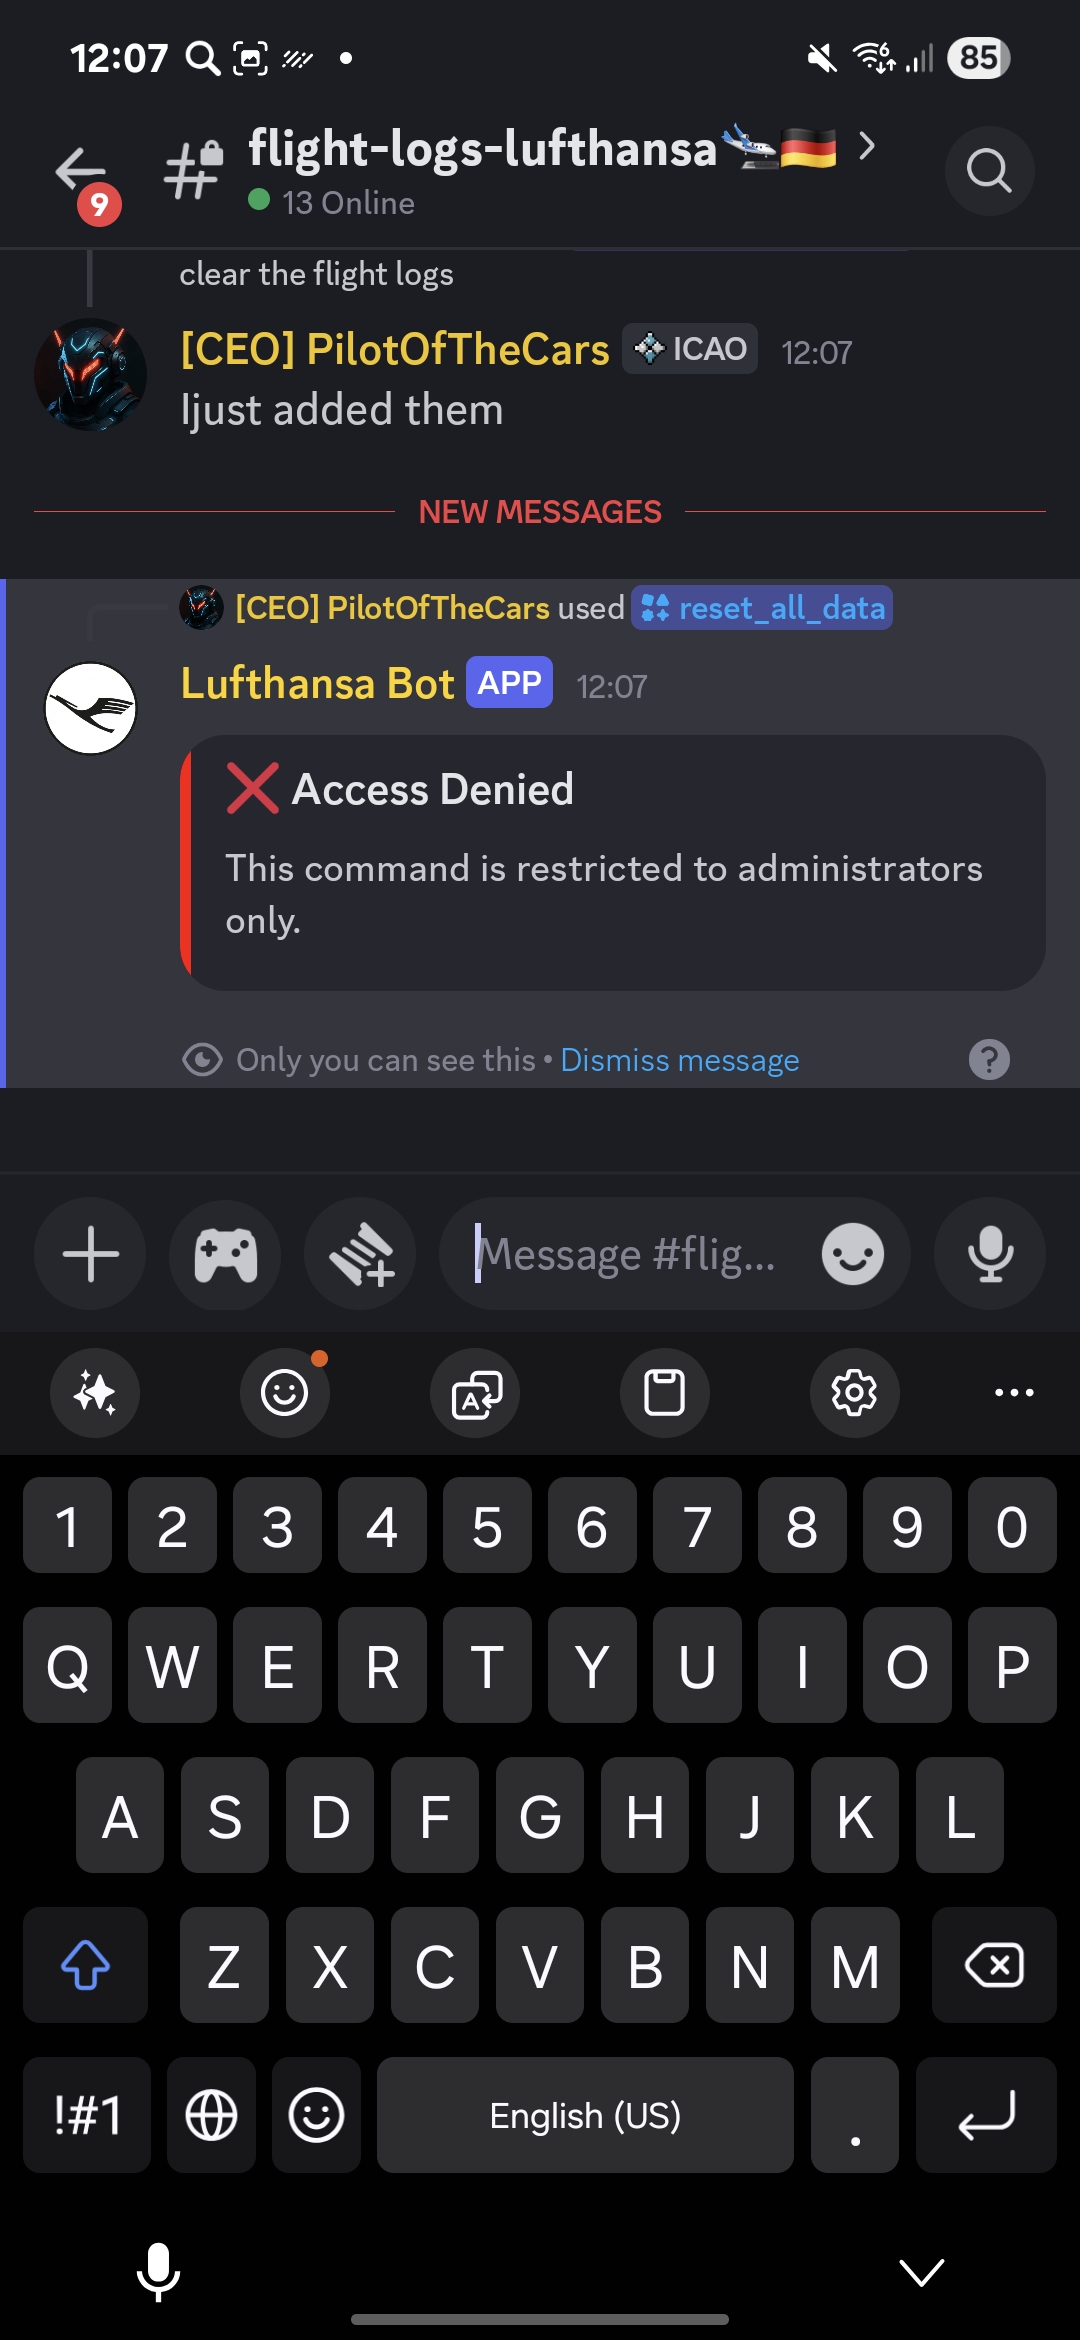 12:07
85
flight-logs-lufthansa🛬🇩🇪
9
13 Online
clear the flight logs
[CEO] PilotOfTheCars ICAO 12:07
Ijust added them
NEW MESSAGES
[CEO] PilotOfTheCars used reset_all_data
Lufthansa Bot APP 12:07
❌ Access Denied
This command is restricted to administrators
only.
Only you can see this • Dismiss message
Message #flig...
1 2 3 4 5 6 7 8 9 0
Q W E R T Y U I O P
A S D F G H J K L
Z X C V B N M
!#1 English (US) .